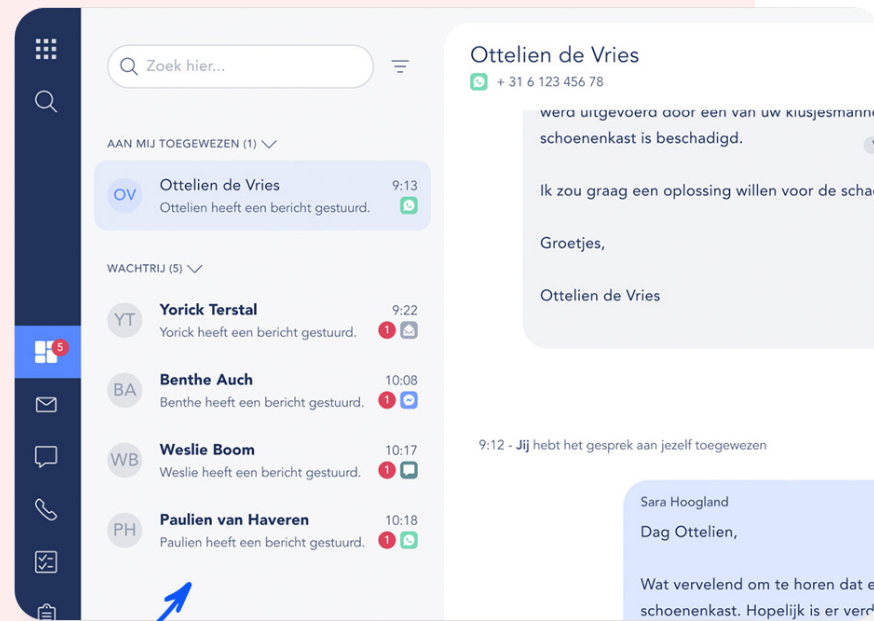 Zoek hier...
AAN MIJ TOEGEWEZEN (1)
OV
Ottelien de Vries
9:13
Ottelien heeft een bericht gestuurd.
WACHTRIJ (5)
YT
Yorick Terstal
9:22
Yorick heeft een bericht gestuurd.
1
BA
Benthe Auch
10:08
Benthe heeft een bericht gestuurd.
1
WB
Weslie Boom
10:17
Weslie heeft een bericht gestuurd.
1
PH
Paulien van Haveren
10:18
Paulien heeft een bericht gestuurd.
1
5
Ottelien de Vries
+ 31 6 123 456 78
werd uitgevoerd door een van uw
schoenenkast is beschadigd.
Ik zou graag een oplossing willen voor de
Groetjes,
Ottelien de Vries
9:12 - Jij hebt het gesprek aan jezelf toegewezen
Sara Hoogland
Dag Ottelien,
Wat vervelend om te horen dat
schoenenkast. Hopelijk is er